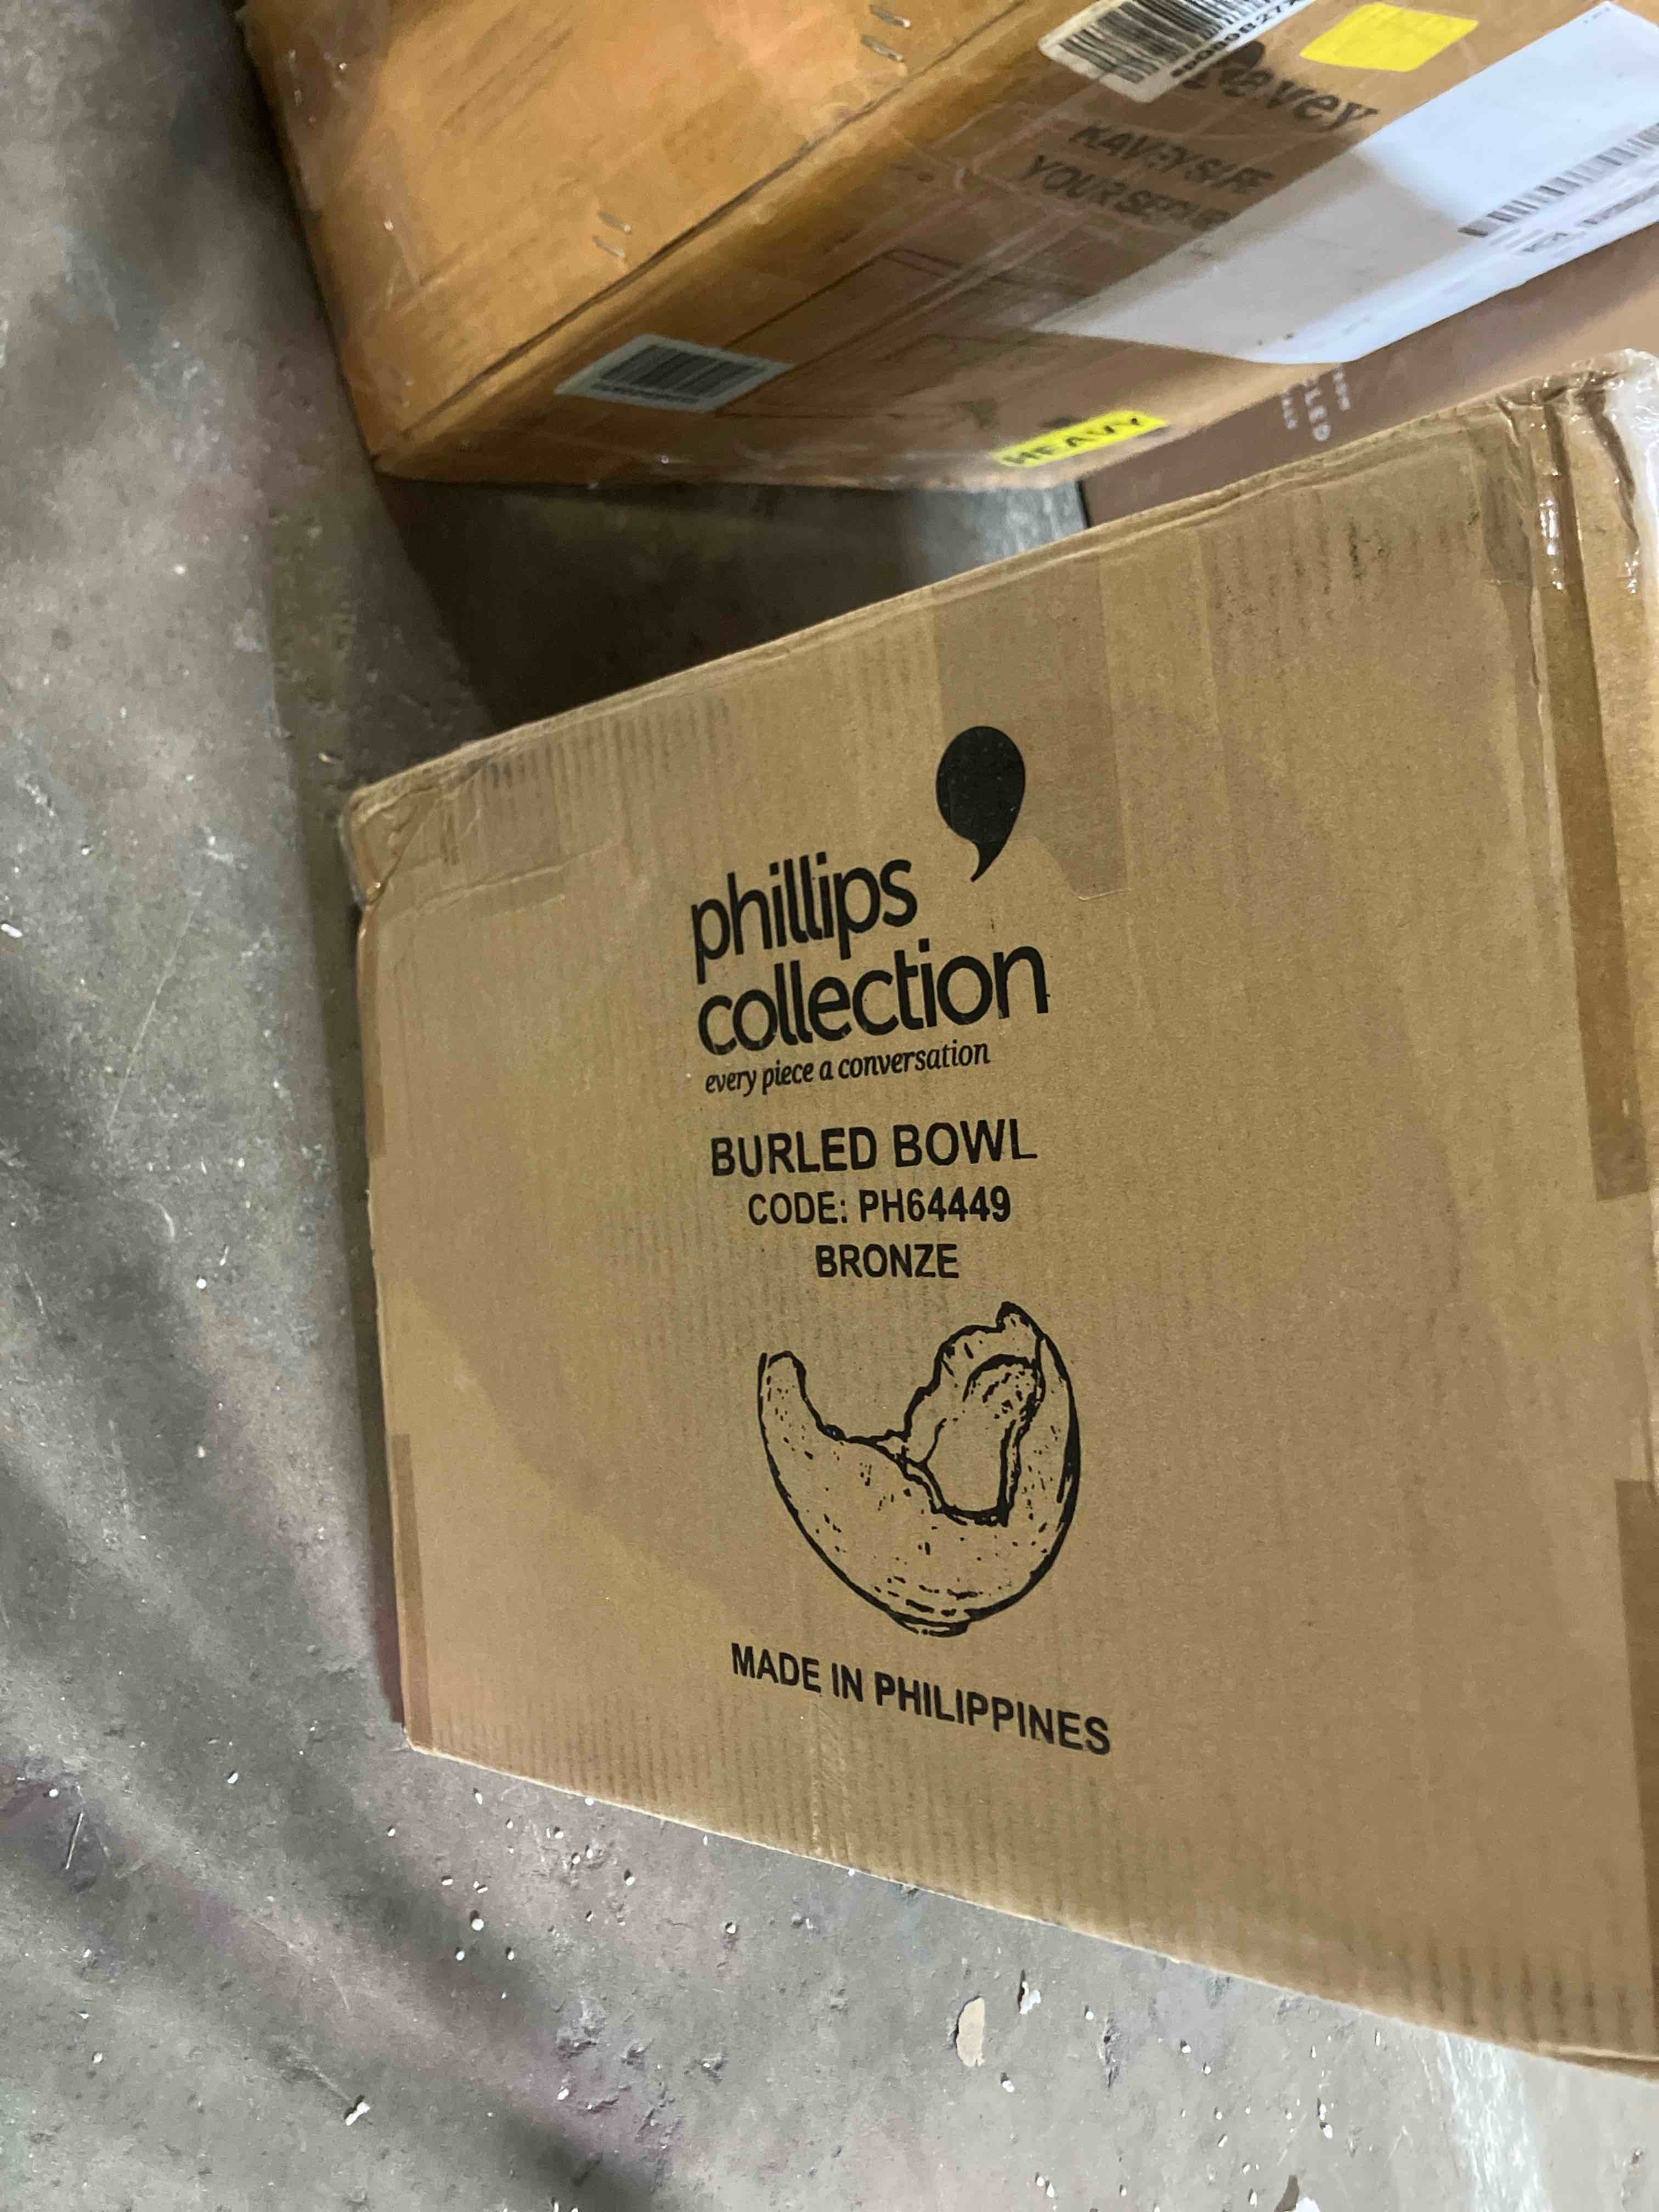 HEAVY
phillips
collection
every piece a conversation
BURLED BOWL
CODE: PH64449
BRONZE
MADE IN PHILIPPINES